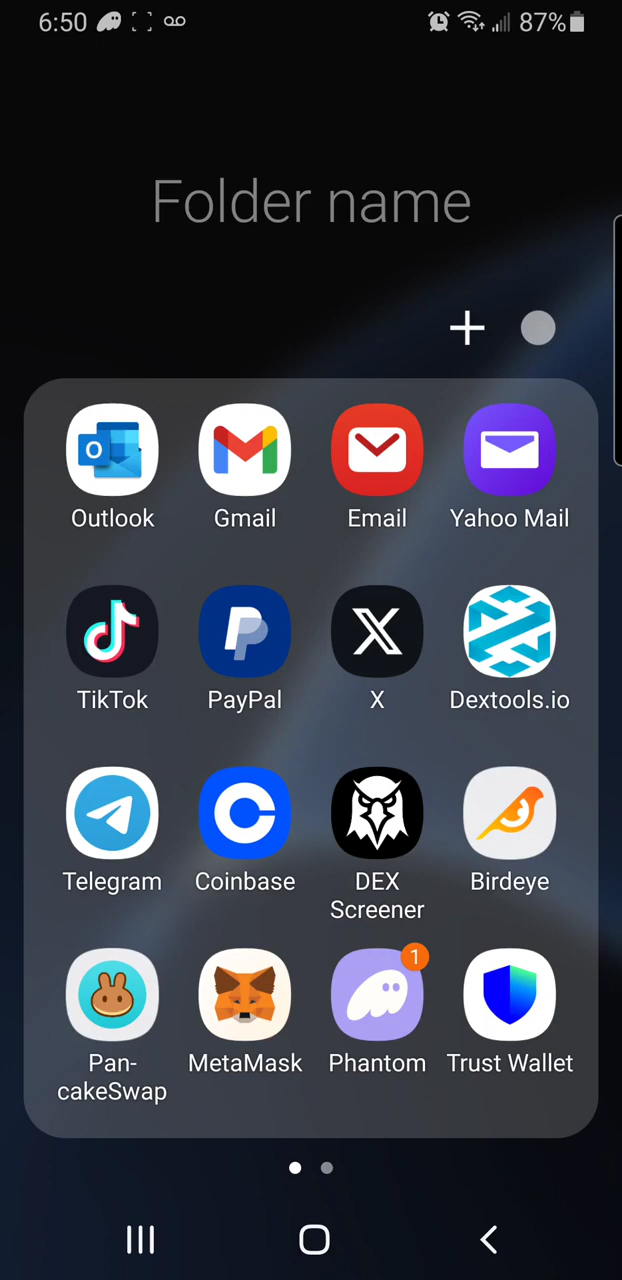 6:50
87%
Folder name
Outlook
Gmail
Email
Yahoo Mail
TikTok
PayPal
X
Dextools.io
Telegram
Coinbase
DEX
Screener
Birdeye
1
Pan-
cakeSwap
MetaMask
Phantom
Trust Wallet